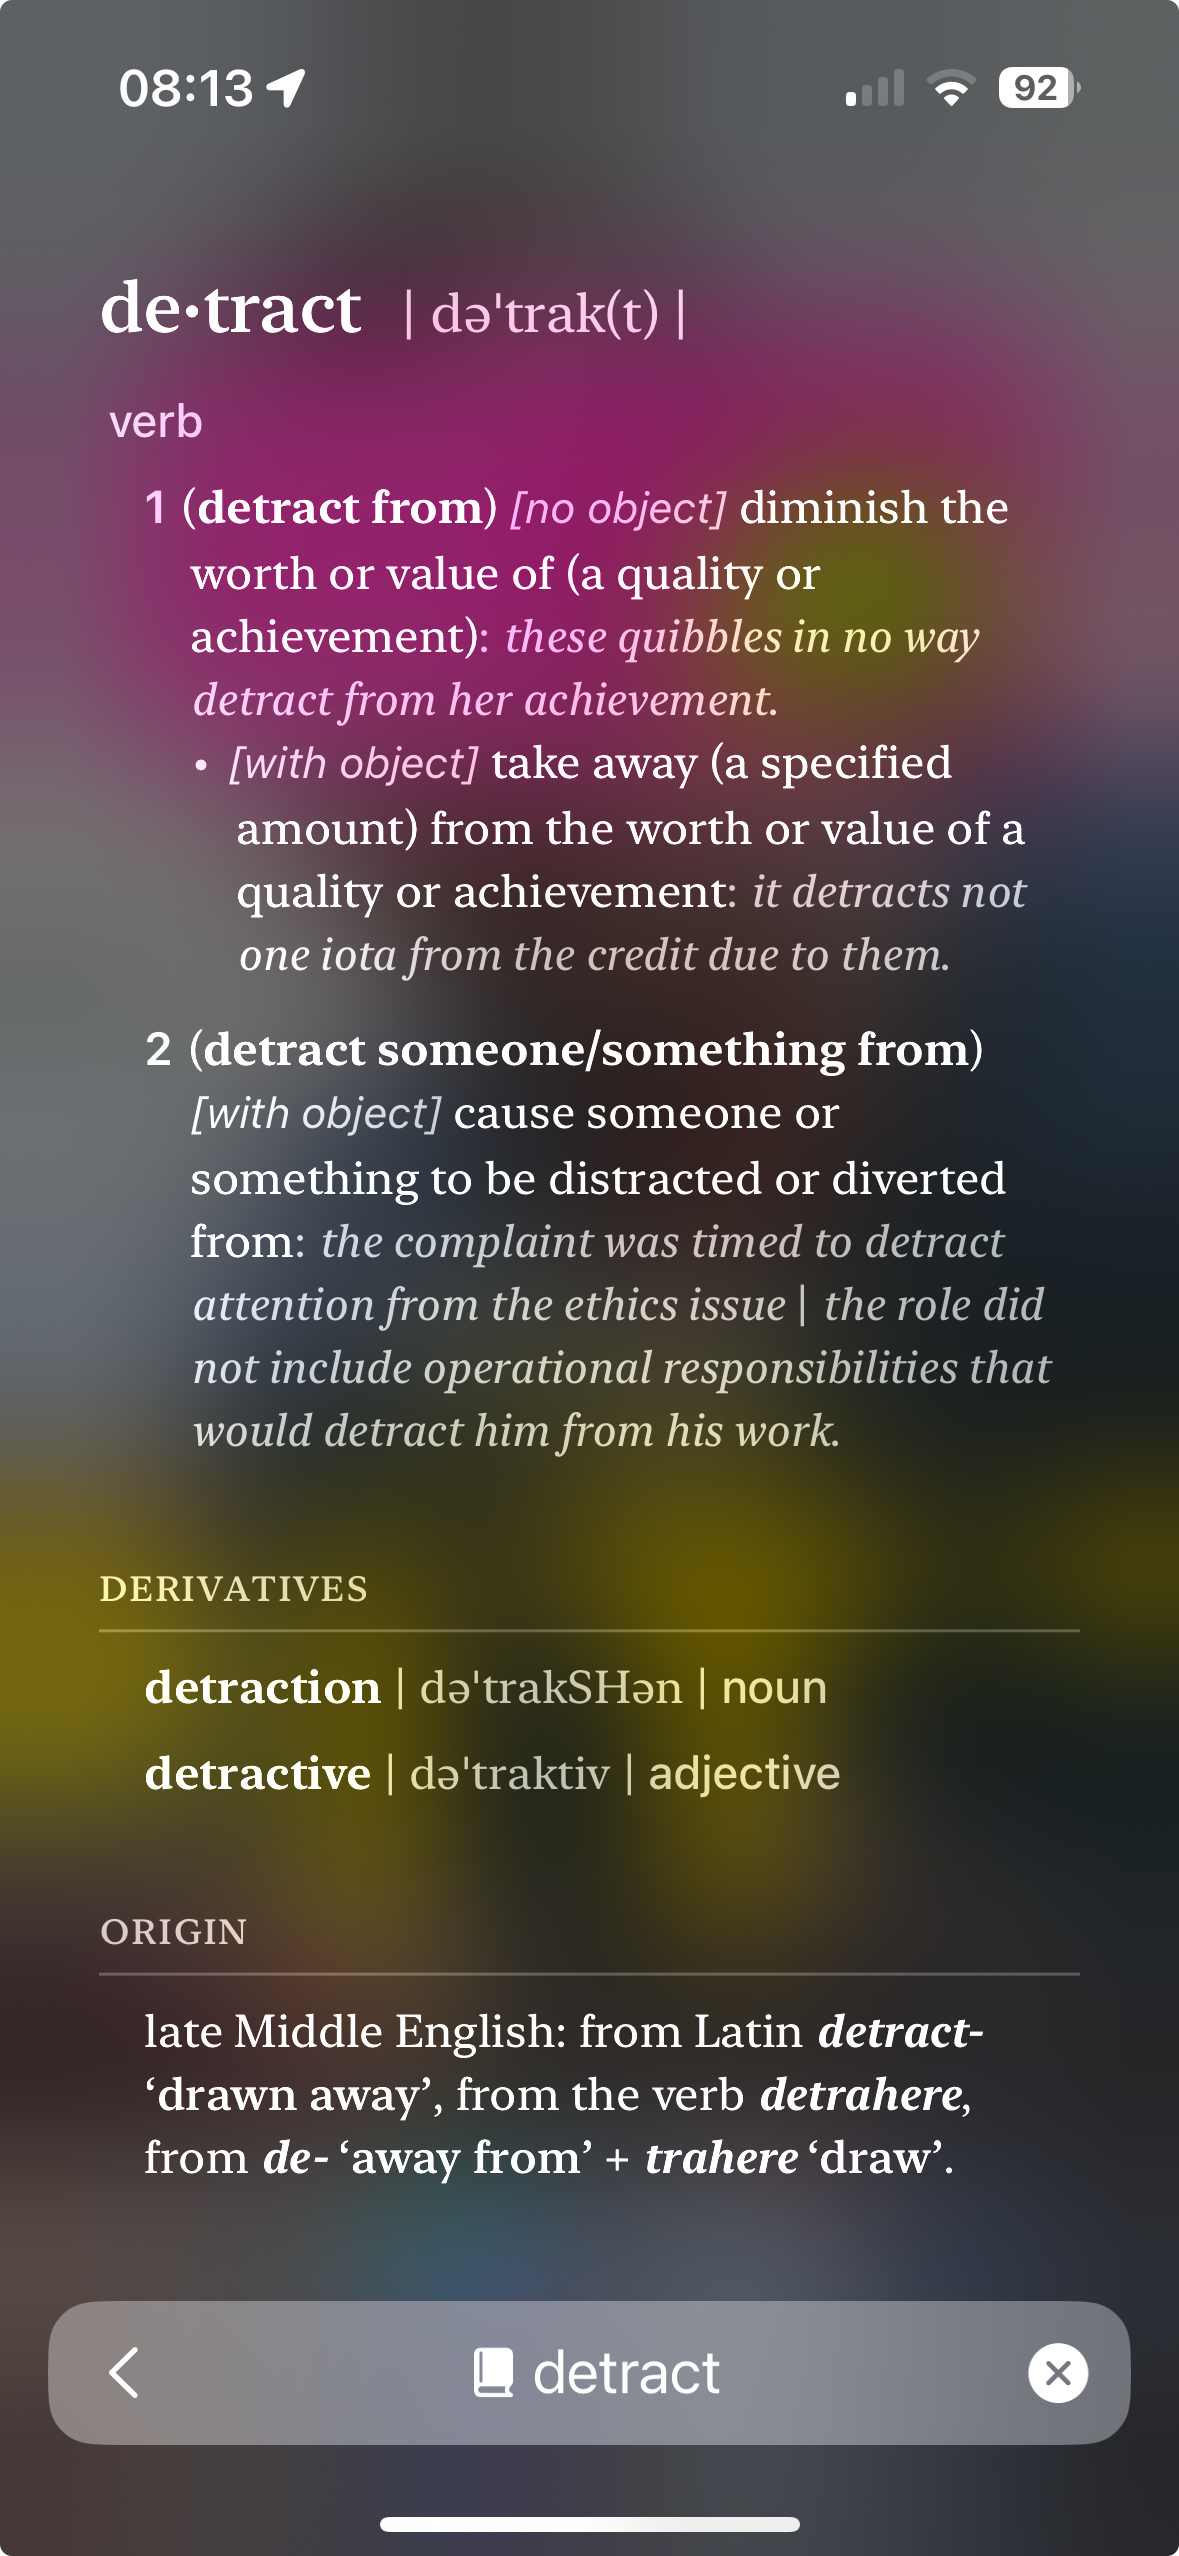 08:13
92
de·tract | dəˈtrak(t) |
verb
1 (detract from) [no object] diminish the
worth or value of (a quality or
achievement): these quibbles in no way
detract from her achievement.
• [with object] take away (a specified
amount) from the worth or value of a
quality or achievement: it detracts not
one iota from the credit due to them.
2 (detract someone/something from)
[with object] cause someone or
something to be distracted or diverted
from: the complaint was timed to detract
attention from the ethics issue | the role did
not include operational responsibilities that
would detract him from his work.
DERIVATIVES
detraction | dəˈtrakSHən | noun
detractive | dəˈtraktiv | adjective
ORIGIN
late Middle English: from Latin detract-
‘drawn away’, from the verb detrahere,
from de- ‘away from’ + trahere ‘draw’.
detract